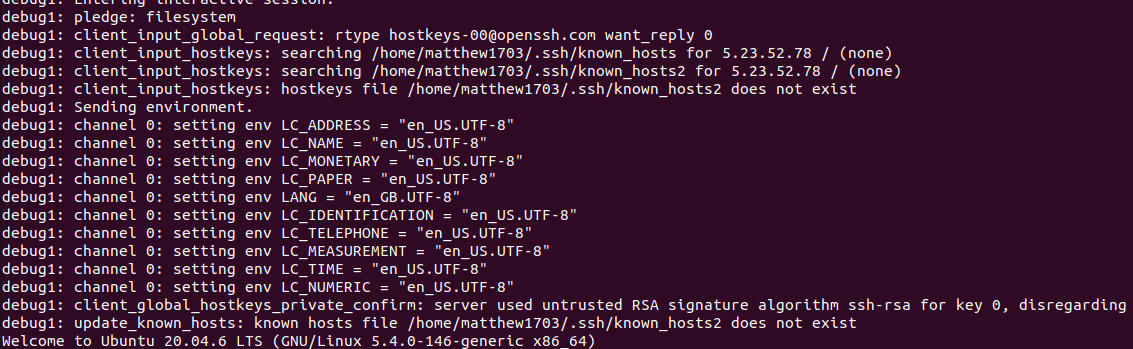 debug1: Entering interactive session.
debug1: pledge: filesystem
debug1: client_input_global_request: rtype hostkeys-00@openssh.com want_reply 0
debug1: client_input_hostkeys: searching /home/matthew1703/.ssh/known_hosts for 5.23.52.78 / (none)
debug1: client_input_hostkeys: searching /home/matthew1703/.ssh/known_hosts2 for 5.23.52.78 / (none)
debug1: client_input_hostkeys: hostkeys file /home/matthew1703/.ssh/known_hosts2 does not exist
debug1: Sending environment.
debug1: channel 0: setting env LC_ADDRESS = "en_US.UTF-8"
debug1: channel 0: setting env LC_NAME = "en_US.UTF-8"
debug1: channel 0: setting env LC_MONETARY = "en_US.UTF-8"
debug1: channel 0: setting env LC_PAPER = "en_US.UTF-8"
debug1: channel 0: setting env LANG = "en_GB.UTF-8"
debug1: channel 0: setting env LC_IDENTIFICATION = "en_US.UTF-8"
debug1: channel 0: setting env LC_TELEPHONE = "en_US.UTF-8"
debug1: channel 0: setting env LC_MEASUREMENT = "en_US.UTF-8"
debug1: channel 0: setting env LC_TIME = "en_US.UTF-8"
debug1: channel 0: setting env LC_NUMERIC = "en_US.UTF-8"
debug1: client_global_hostkeys_private_confirm: server used untrusted RSA signature algorithm ssh-rsa for key 0, disregarding
debug1: update_known_hosts: known hosts file /home/matthew1703/.ssh/known_hosts2 does not exist
Welcome to Ubuntu 20.04.6 LTS (GNU/Linux 5.4.0-146-generic x86_64)